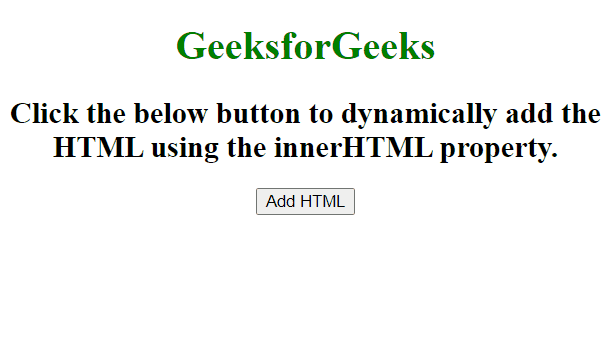 GeeksforGeeks
Click the below button to dynamically add the
HTML using the innerHTML property.
Add HTML